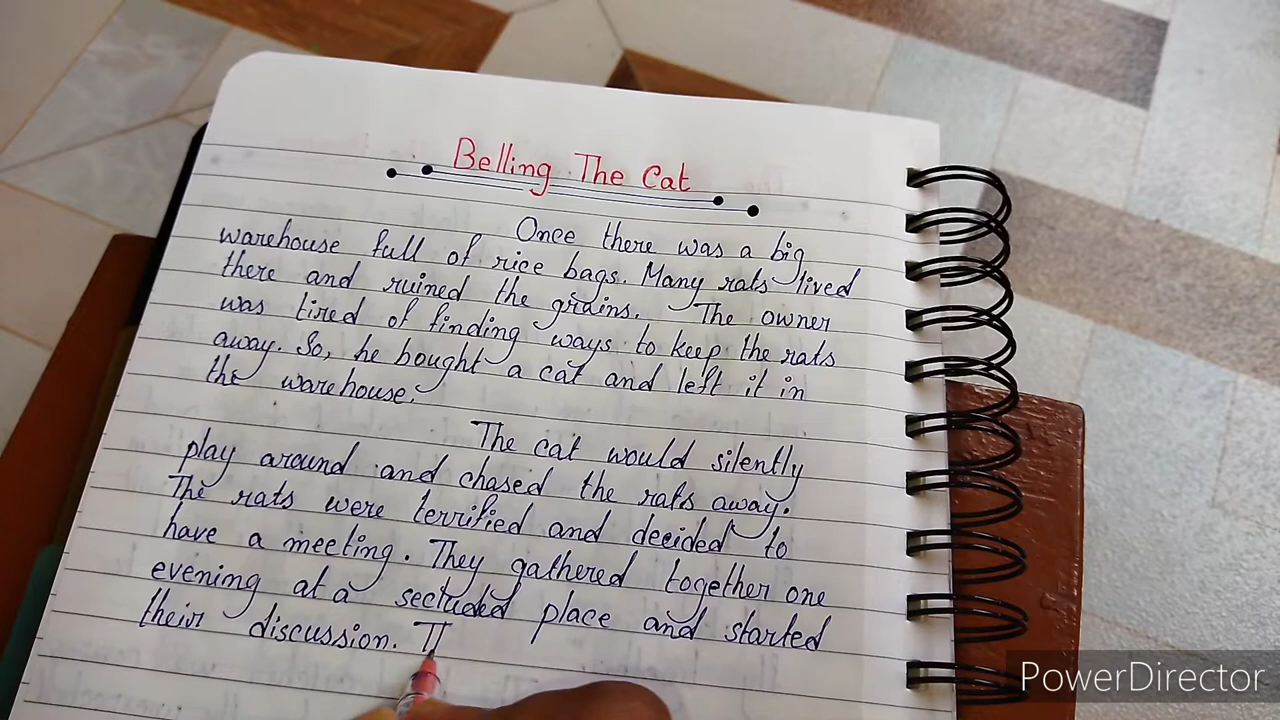 Belling The Cat
Once there was a big
warehouse full of rice bags. Many rats lived
there and ruined the grains. The owner
was tired of finding ways to keep the rats
away. So, he bought a cat and left it in
the warehouse.
The cat would silently
play around and chased the rats away.
The rats were terrified and decided to
have a meeting. They gathered together one
evening at a secluded place and started
their discussion.
PowerDirector